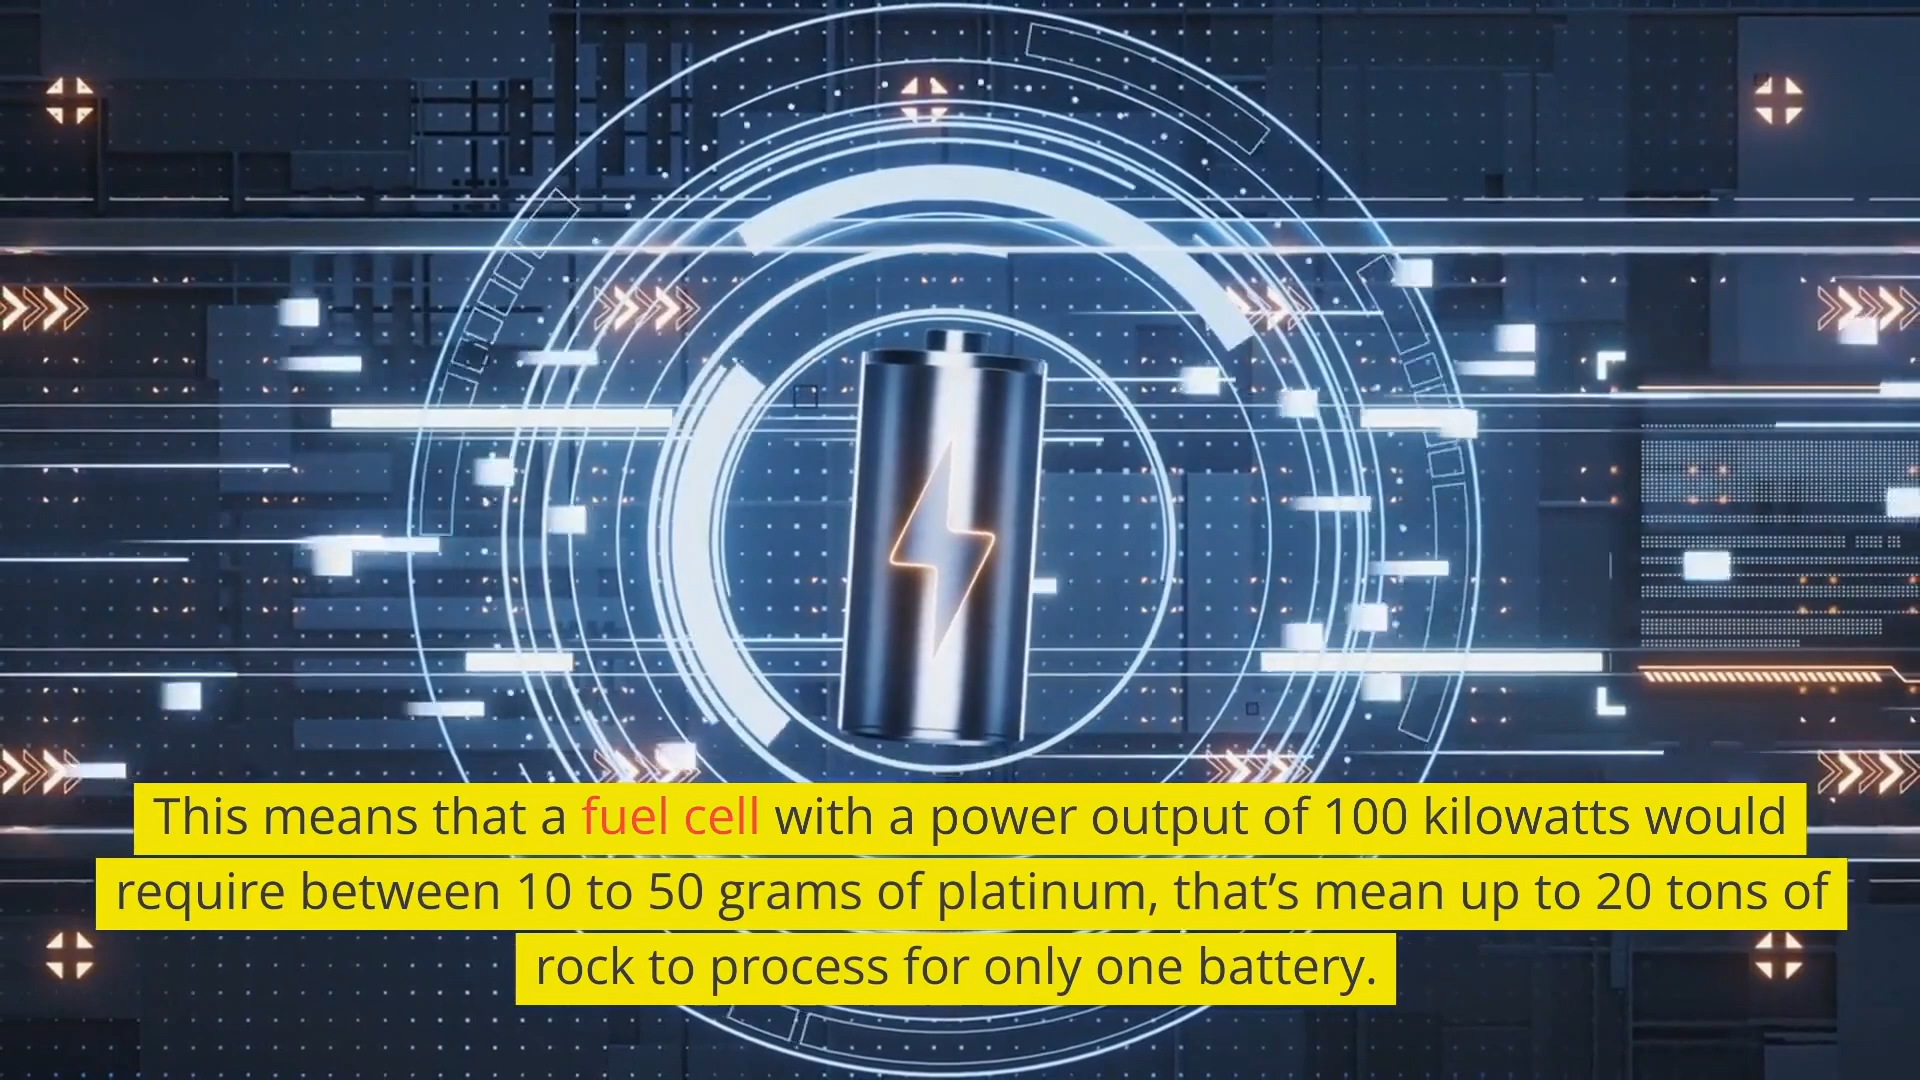 This means that a fuel cell with a power output of 100 kilowatts would
require between 10 to 50 grams of platinum, that’s mean up to 20 tons of
rock to process for only one battery.